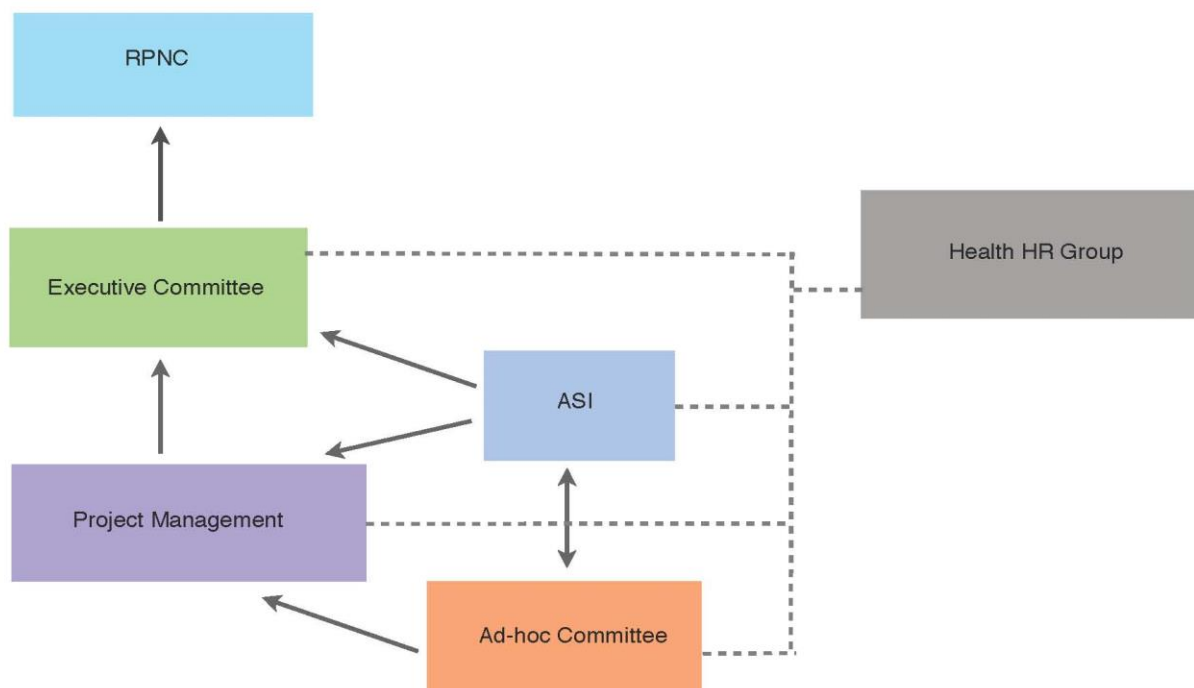 RPNC
Health HR Group
Executive Committee
ASI
Project Management
Ad-hoc Committee